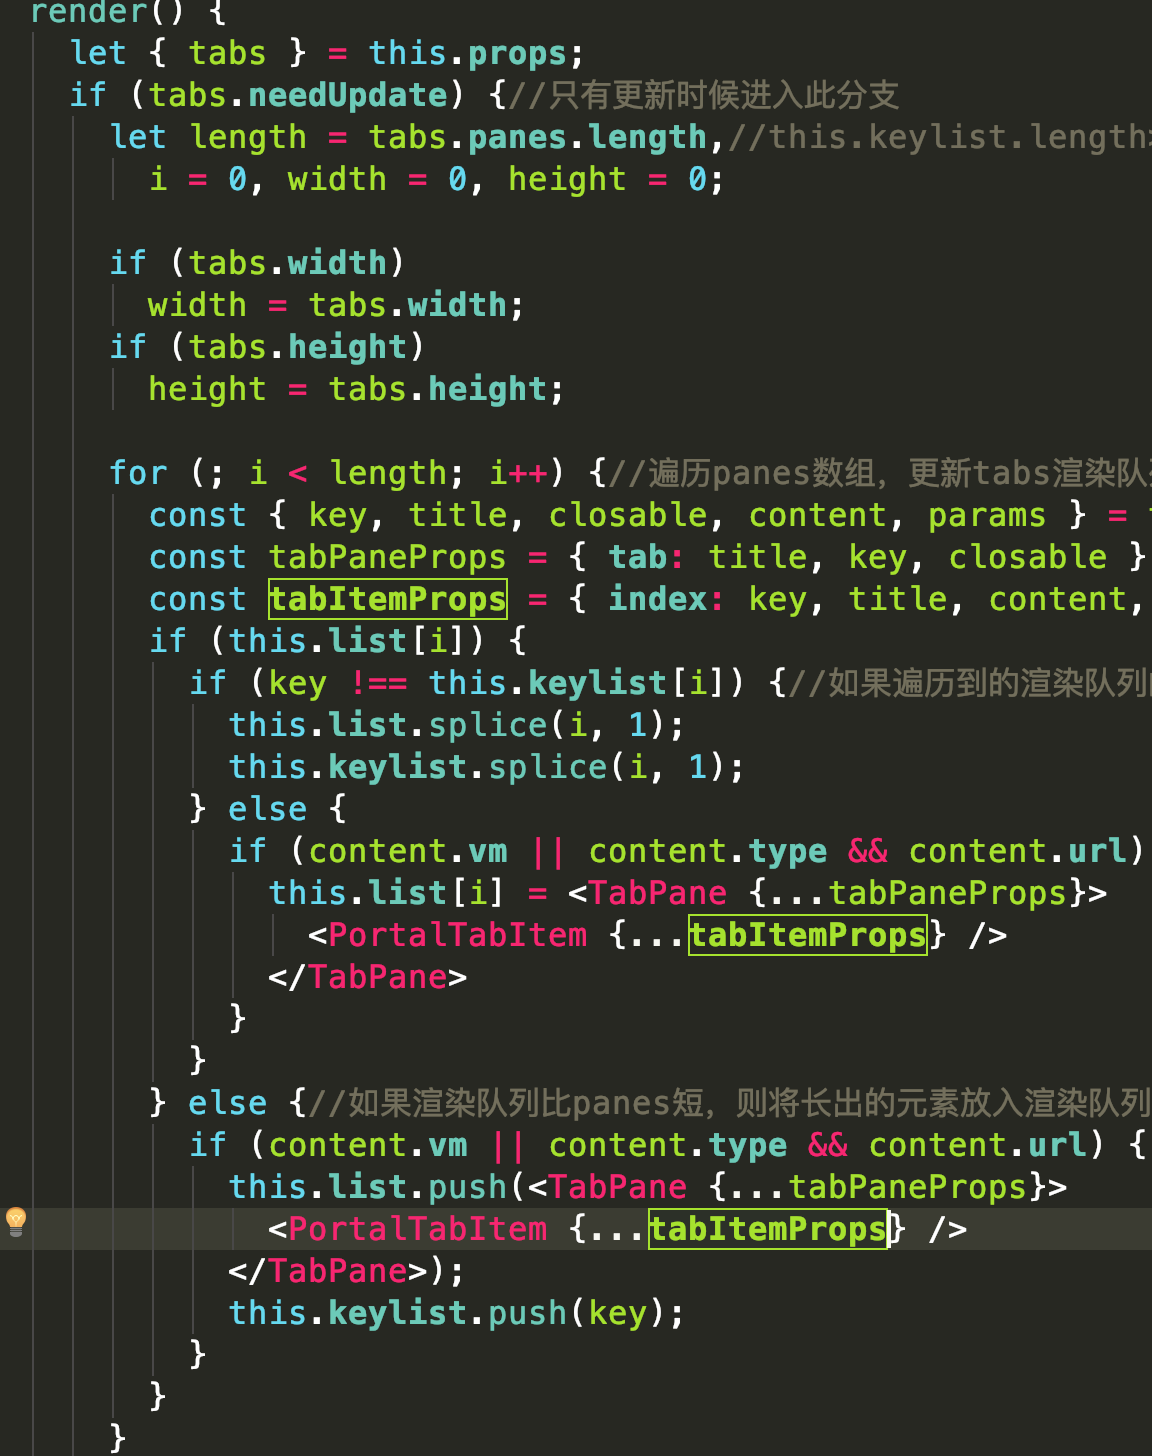 render() {
let { tabs } = this.props;
if (tabs.needUpdate) {//只有更新时候进入此分支
let length = tabs.panes.length,//this.keylist.length
i = 0, width = 0, height = 0;
if (tabs.width)
width = tabs.width;
if (tabs.height)
height = tabs.height;
for (; i < length; i++) {//遍历panes数组，更新tabs渲染队
const { key, title, closable, content, params } =
const tabPaneProps = { tab: title, key, closable }
const tabItemProps = { index: key, title, content,
if (this.list[i]) {
if (key !== this.keylist[i]) {//如果遍历到的渲染队列
this.list.splice(i, 1);
this.keylist.splice(i, 1);
} else {
if (content.vm || content.type && content.url)
this.list[i] = <TabPane {...tabPaneProps}>
<PortalTabItem {...tabItemProps} />
</TabPane>
}
}
} else {//如果渲染队列比panes短，则将长出的元素放入渲染队列
if (content.vm || content.type && content.url) {
this.list.push(<TabPane {...tabPaneProps}>
<PortalTabItem {...tabItemProps} />
</TabPane>);
this.keylist.push(key);
}
}
}